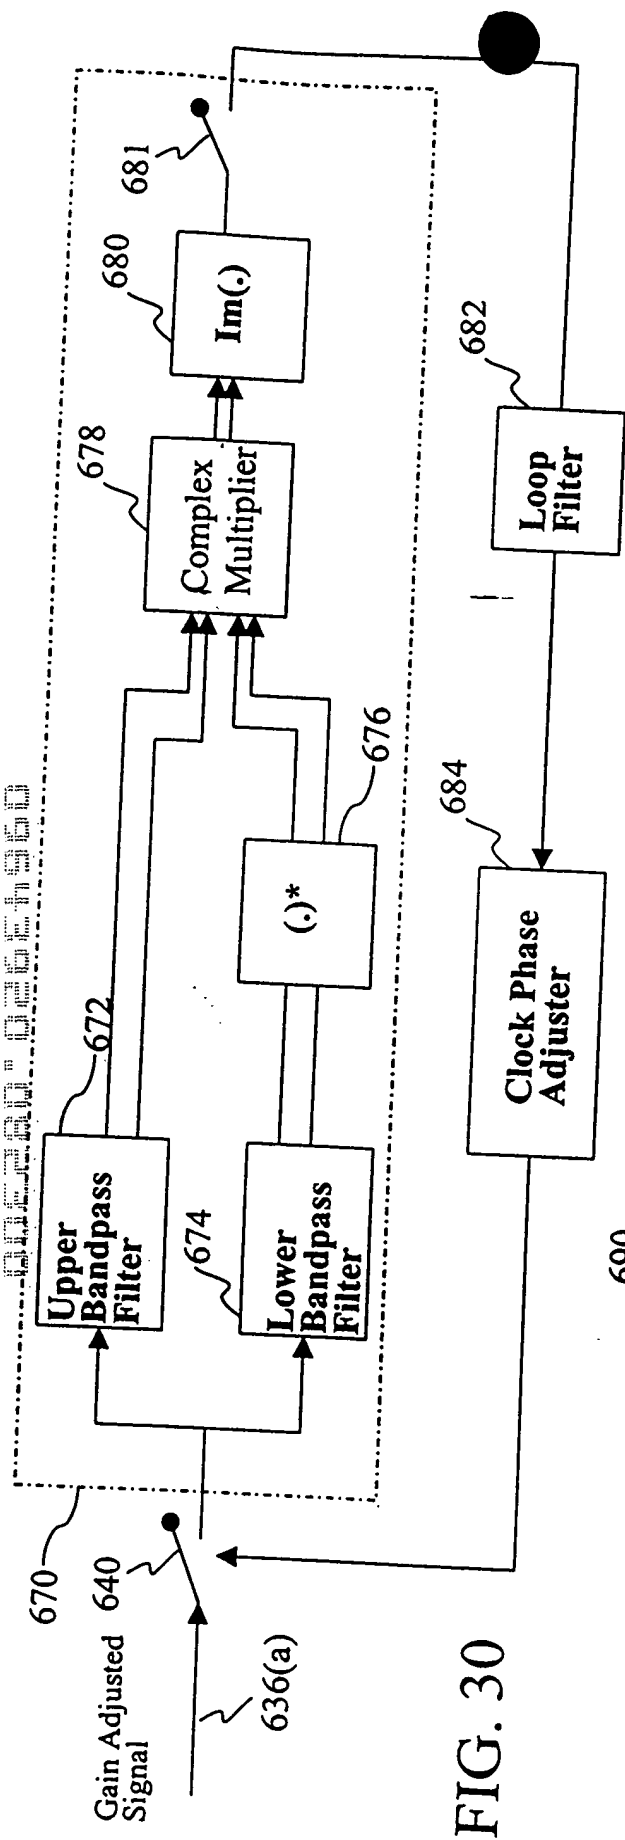 Gain Adjusted
Signal
636(a)
640
670
Upper
Bandpass
Filter
672
Lower
Bandpass
Filter
674
(.)*
676
Complex
Multiplier
678
Im(.)
680
681
Loop
Filter
682
Clock Phase
Adjuster
684
FIG. 30